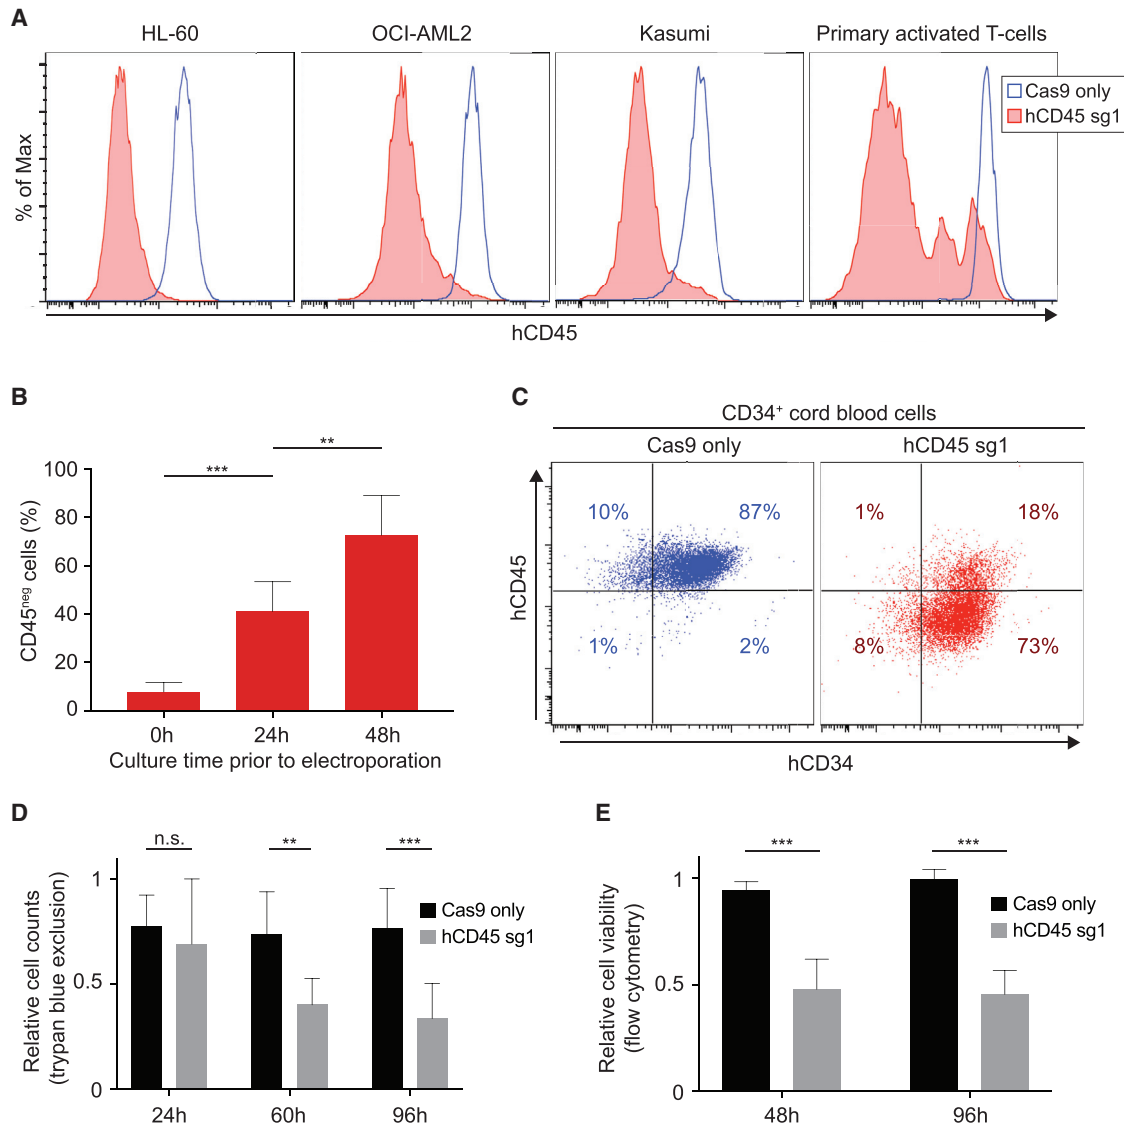 A
HL-60
OCI-AML2
Kasumi
Primary activated T-cells
% of Max
Cas9 only
hCD45 sg1
hCD45
B
CD45neg cells (%)
100
80
60
40
20
0
***
**
0h
24h
48h
Culture time prior to electroporation
C
CD34+ cord blood cells
Cas9 only
hCD45 sg1
hCD45
10%
87%
1%
2%
1%
18%
8%
73%
hCD34
D
Relative cell counts
(trypan blue exclusion)
1
0.5
0
n.s.
**
***
Cas9 only
hCD45 sg1
24h
60h
96h
E
Relative cell viability
(flow cytometry)
1
0.5
0
***
***
Cas9 only
hCD45 sg1
48h
96h